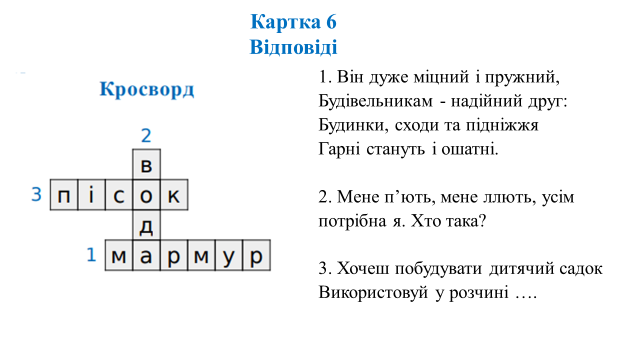 Картка 6
Відповіді
Кросворд
2
в
3 пісок
д
1 мармур
1. Він дуже міцний і пружний,
Будівельникам - надійний друг:
Будинки, сходи та підніжжя
Гарні стануть і ошатні.
2. Мене п’ють, мене ллють, усім
потрібна я. Хто така?
3. Хочеш побудувати дитячий садок
Використовуй у розчині ….